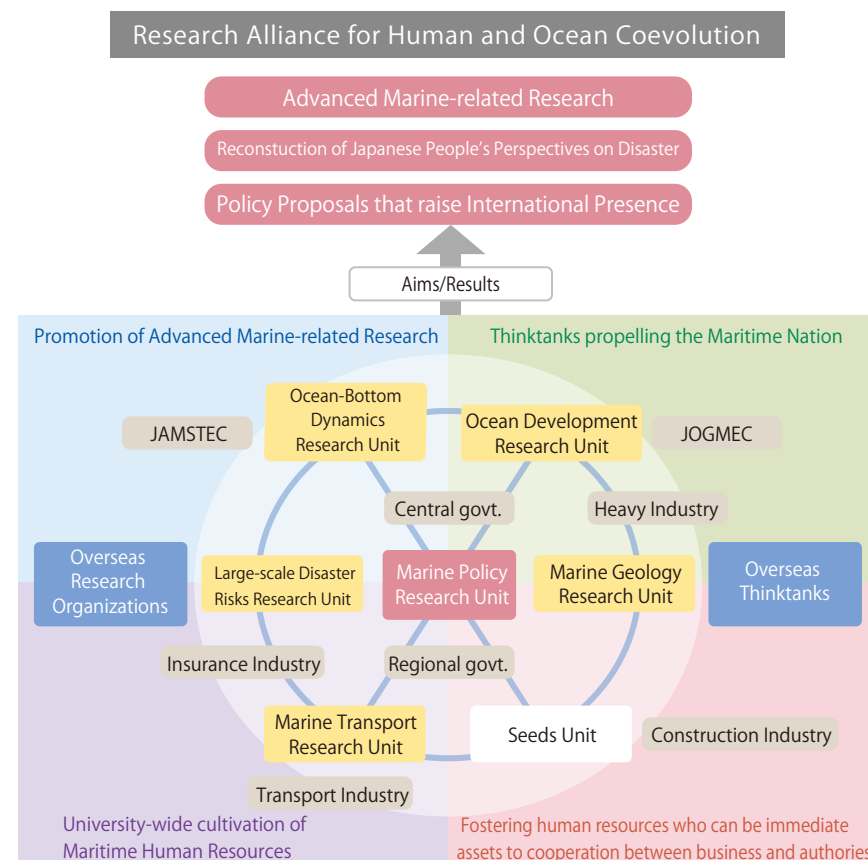 Research Alliance for Human and Ocean Coevolution
Advanced Marine-related Research
Reconstuction of Japanese People's Perspectives on Disaster
Policy Proposals that raise International Presence
Aims/Results
Promotion of Advanced Marine-related Research
Thinktanks propelling the Maritime Nation
Ocean-Bottom
Dynamics
Research Unit
JAMSTEC
Ocean Development
Research Unit
JOGMEC
Central govt.
Heavy Industry
Overseas
Research
Organizations
Large-scale Disaster
Risks Research Unit
Marine Policy
Research Unit
Marine Geology
Research Unit
Overseas
Thinktanks
Insurance Industry
Regional govt.
Marine Transport
Research Unit
Seeds Unit
Construction Industry
Transport Industry
University-wide cultivation of
Maritime Human Resources
Fostering human resources who can be immediate
assets to cooperation between business and authories